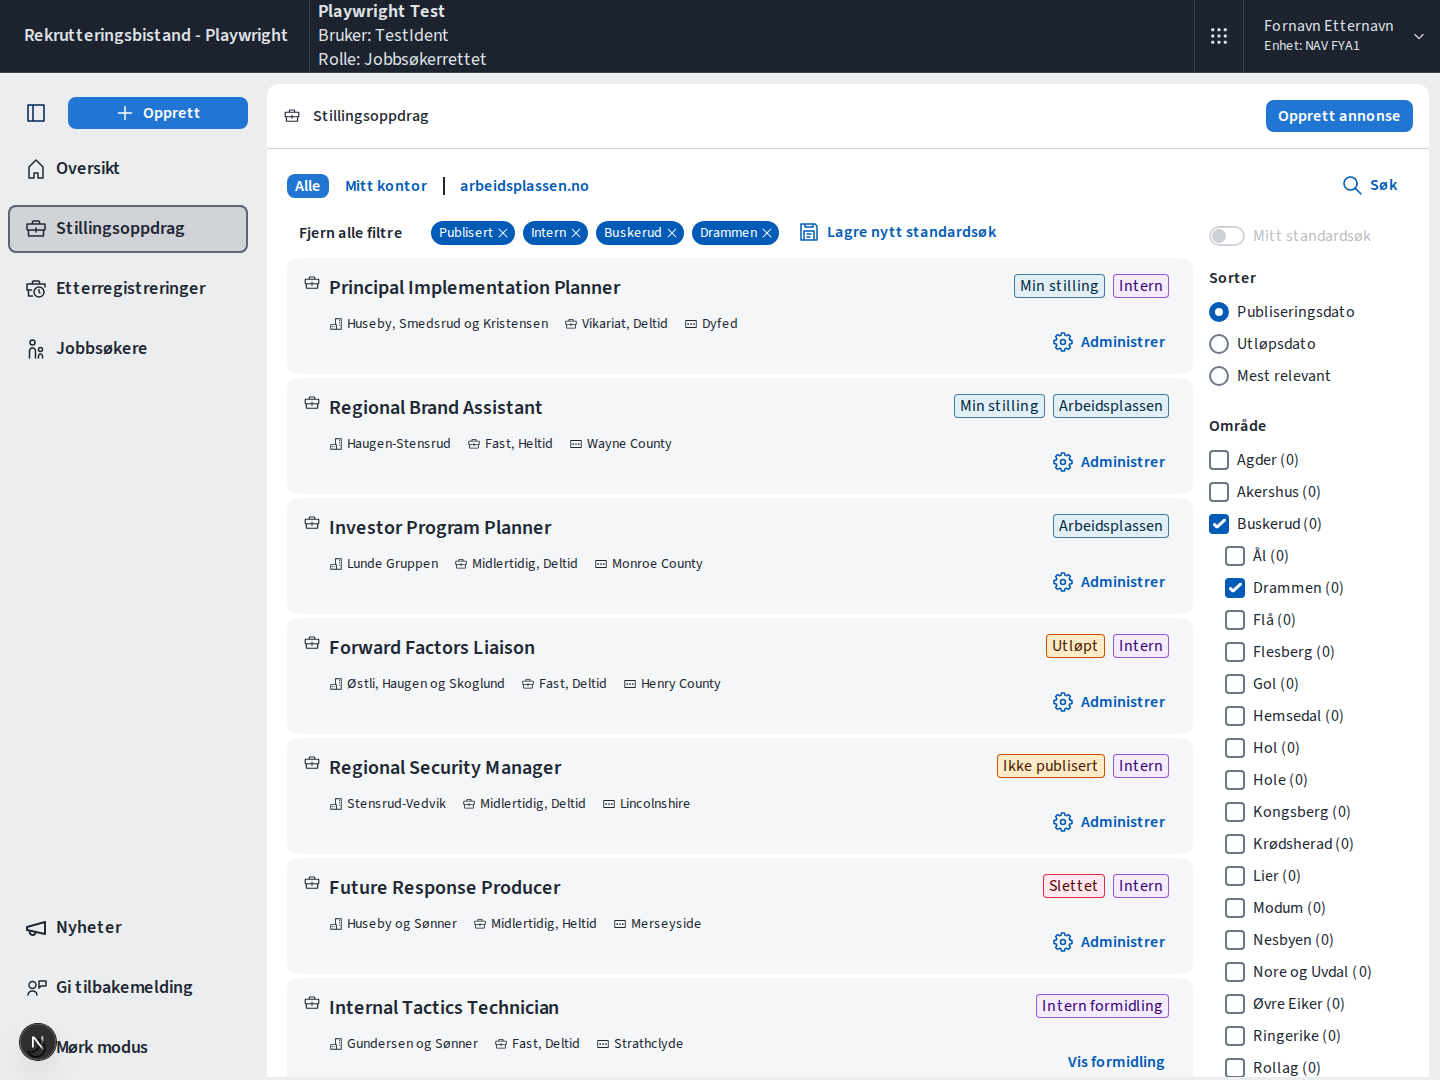 Rekrutteringsbistand - Playwright
Playwright Test
Bruker: TestIdent
Rolle: Jobbsøkerrettet
Fornavn Etternavn
Enhet: NAV FYA1
Opprett
Oversikt
Stillingsoppdrag
Etterregistreringer
Jobbsøkere
Nyheter
Gi tilbakemelding
N
Mørk modus
Stillingsoppdrag
Opprett annonse
Alle Mitt kontor arbeidsplassen.no
Søk
Fjern alle filtre Publisert Intern Buskerud Drammen Lagre nytt standardsøk
Principal Implementation Planner Min stilling Intern
Huseby, Smedsrud og Kristensen Vikariat, Deltid Dyfed
Administrer
Regional Brand Assistant Min stilling Arbeidsplassen
Haugen-Stensrud Fast, Heltid Wayne County
Administrer
Investor Program Planner Arbeidsplassen
Lunde Gruppen Midlertidig, Deltid Monroe County
Administrer
Forward Factors Liaison Utløpt Intern
Østli, Haugen og Skoglund Fast, Deltid Henry County
Administrer
Regional Security Manager Ikke publisert Intern
Stensrud-Vedvik Midlertidig, Deltid Lincolnshire
Administrer
Future Response Producer Slettet Intern
Huseby og Sønner Midlertidig, Heltid Merseyside
Administrer
Internal Tactics Technician Intern formidling
Gundersen og Sønner Fast, Deltid Strathclyde
Vis formidling
Mitt standardsøk
Sorter
Publiseringsdato
Utløpsdato
Mest relevant
Område
Agder (0)
Akershus (0)
Buskerud (0)
Ål (0)
Drammen (0)
Flå (0)
Flesberg (0)
Gol (0)
Hemsedal (0)
Hol (0)
Hole (0)
Kongsberg (0)
Krødsherad (0)
Lier (0)
Modum (0)
Nesbyen (0)
Nore og Uvdal (0)
Øvre Eiker (0)
Ringerike (0)
Rollag (0)